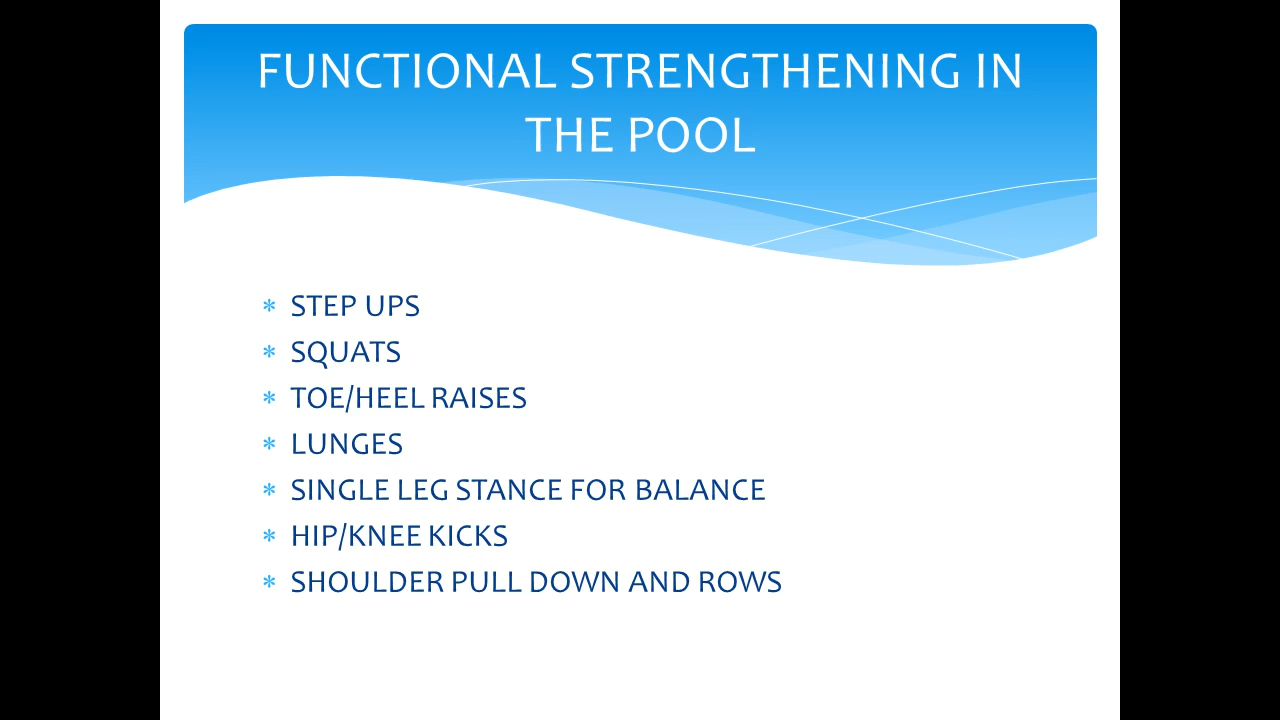 FUNCTIONAL STRENGTHENING IN
THE POOL
* STEP UPS
* SQUATS
* TOE/HEEL RAISES
* LUNGES
* SINGLE LEG STANCE FOR BALANCE
* HIP/KNEE KICKS
* SHOULDER PULL DOWN AND ROWS